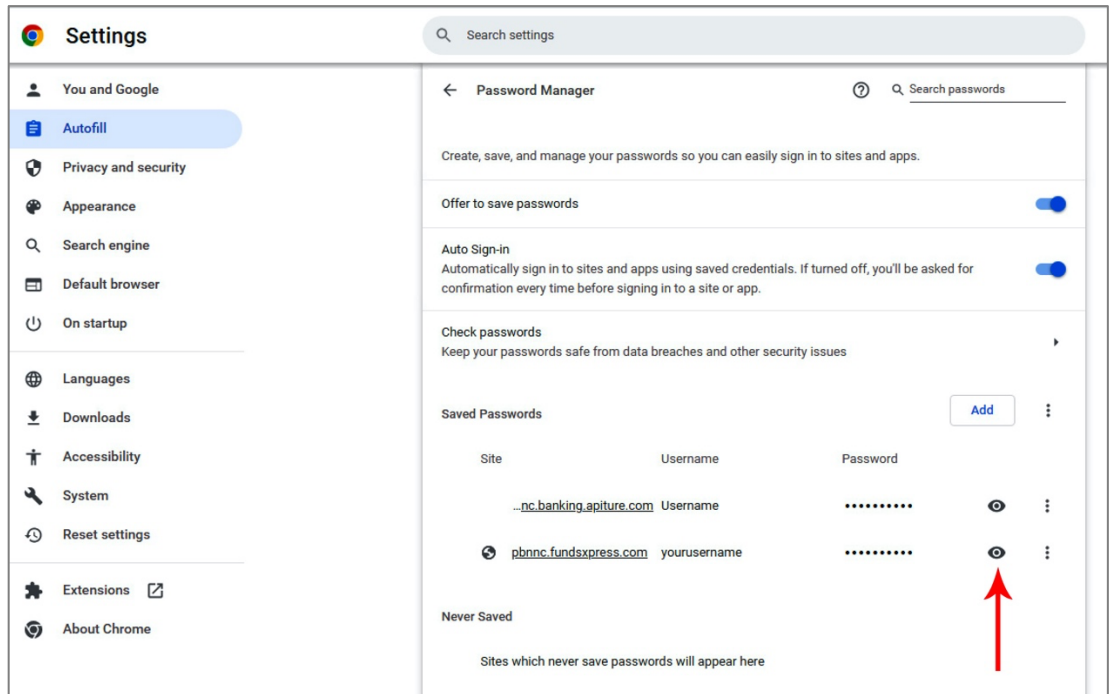 Settings
Search settings
You and Google
Autofill
Privacy and security
Appearance
Search engine
Default browser
On startup
Languages
Downloads
Accessibility
System
Reset settings
Extensions
About Chrome
Password Manager
Search passwords
Create, save, and manage your passwords so you can easily sign in to sites and apps.
Offer to save passwords
Auto Sign-in
Automatically sign in to sites and apps using saved credentials. If turned off, you'll be asked for
confirmation every time before signing in to a site or app.
Check passwords
Keep your passwords safe from data breaches and other security issues
Saved Passwords
Add
Site Username Password
…nc.banking.apiture.com Username ••••••••••
pbnnc.fundsxpress.com yourusername ••••••••••
Never Saved
Sites which never save passwords will appear here